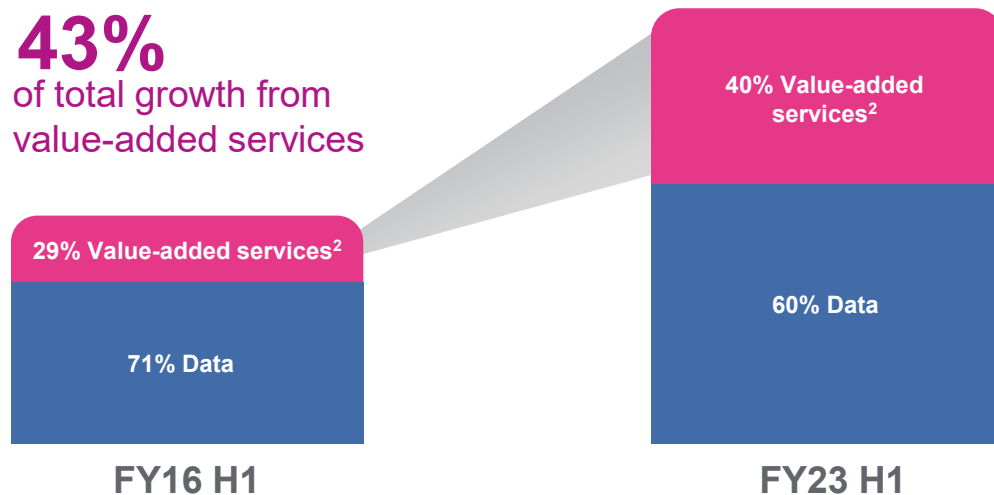 43%
of total growth from
value-added services
40% Value-added
services²
29% Value-added services²
60% Data
71% Data
FY16 H1
FY23 H1